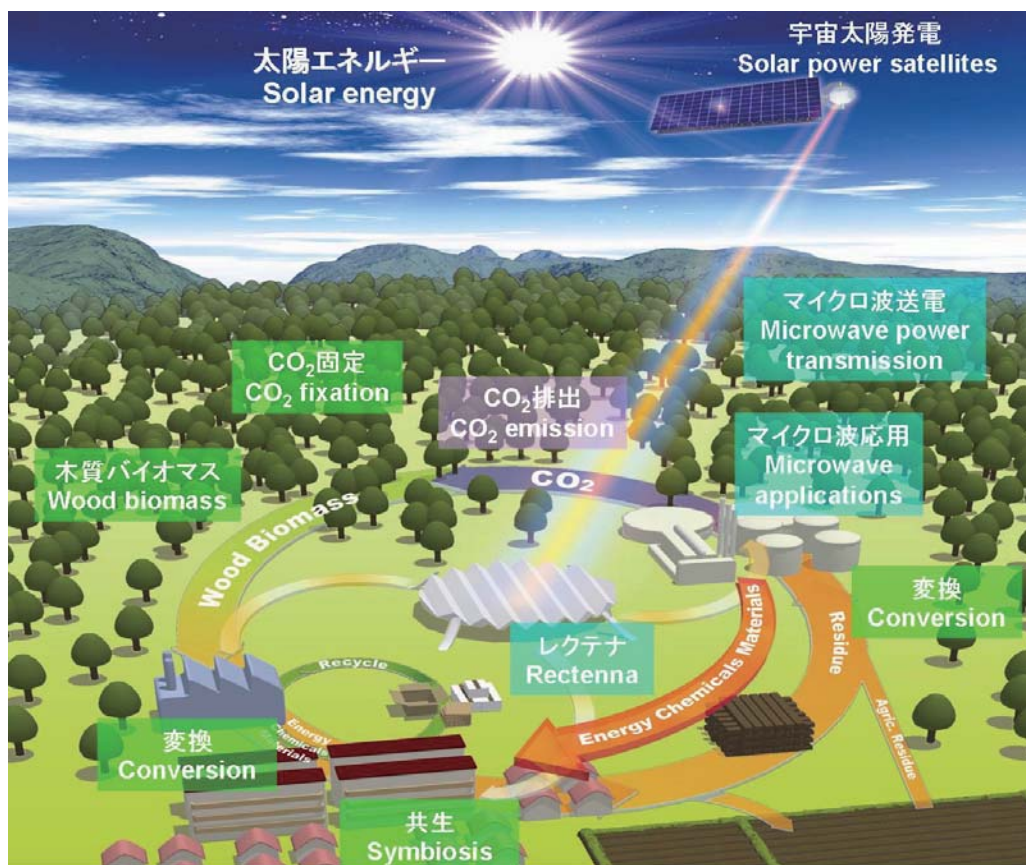 太陽エネルギー
Solar energy
宇宙太陽発電
Solar power satellites
マイクロ波送電
Microwave power
transmission
CO₂固定
CO₂ fixation
CO₂排出
CO₂ emission
マイクロ波応用
Microwave
applications
木質バイオマス
Wood biomass
CO₂
Wood Biomass
変換
Conversion
レクテナ
Rectenna
Residue
Energy Chemicals Materials
Recycle
Agric. Residue
変換
Conversion
Energy
Chemicals
Materials
共生
Symbiosis